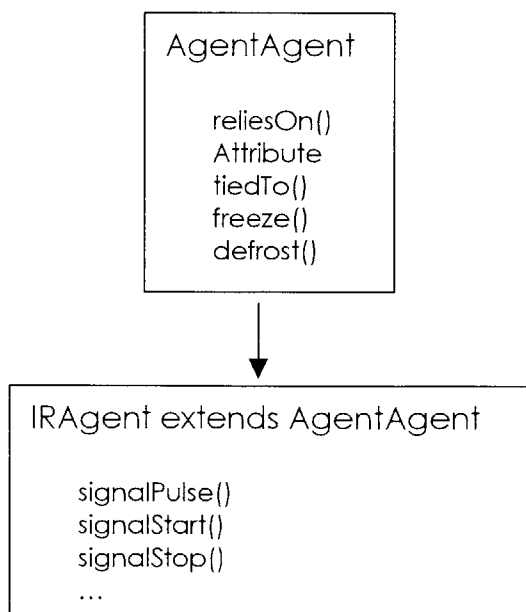 AgentAgent
reliesOn()
Attribute
tiedTo()
freeze()
defrost()
IRAgent extends AgentAgent
signalPulse()
signalStart()
signalStop()
...